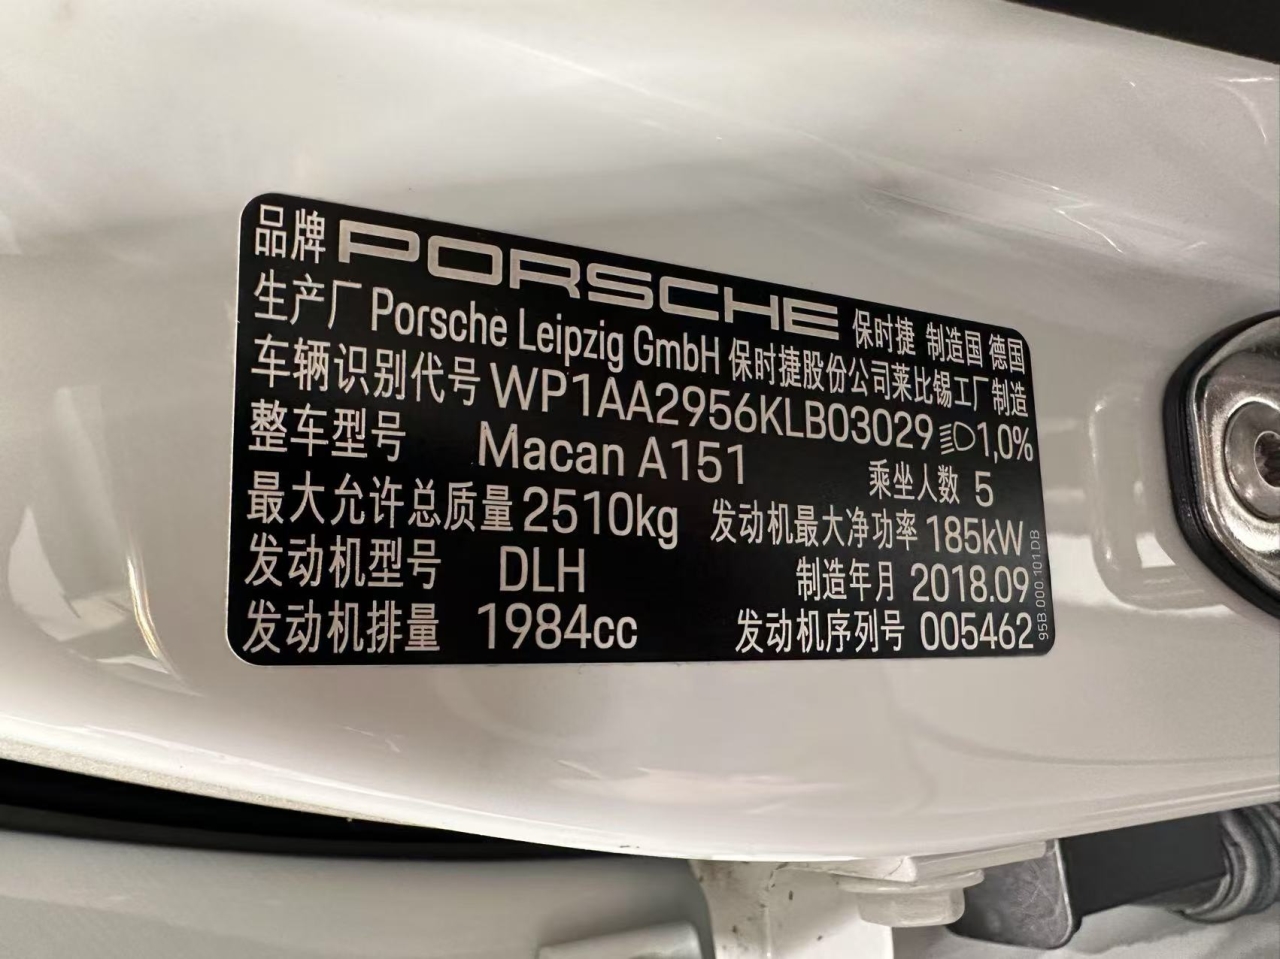 品牌 PORSCHE 保时捷 制造国 德国
生产厂 Porsche Leipzig GmbH 保时捷股份公司莱比锡工厂制造
车辆识别代号 WP1AA2956KLB03029 1,0%
整车型号 Macan A151 乘坐人数 5
最大允许总质量 2510kg 发动机最大净功率 185kW
发动机型号 DLH 制造年月 2018.09
发动机排量 1984cc 发动机序列号 005462
95B 000 101 DB